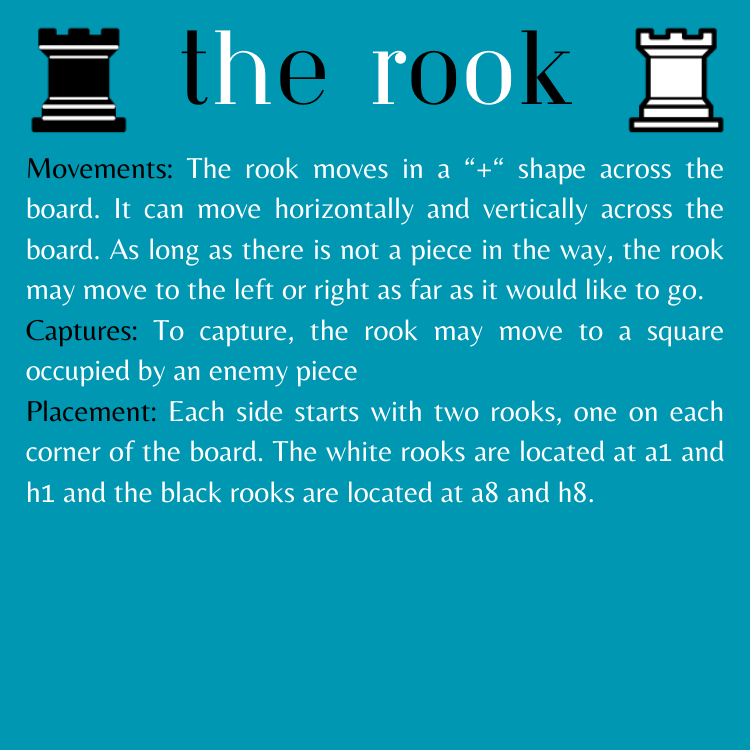 the rook
Movements: The rook moves in a “+“ shape across the
board. It can move horizontally and vertically across the
board. As long as there is not a piece in the way, the rook
may move to the left or right as far as it would like to go.
Captures: To capture, the rook may move to a square
occupied by an enemy piece
Placement: Each side starts with two rooks, one on each
corner of the board. The white rooks are located at a1 and
h1 and the black rooks are located at a8 and h8.